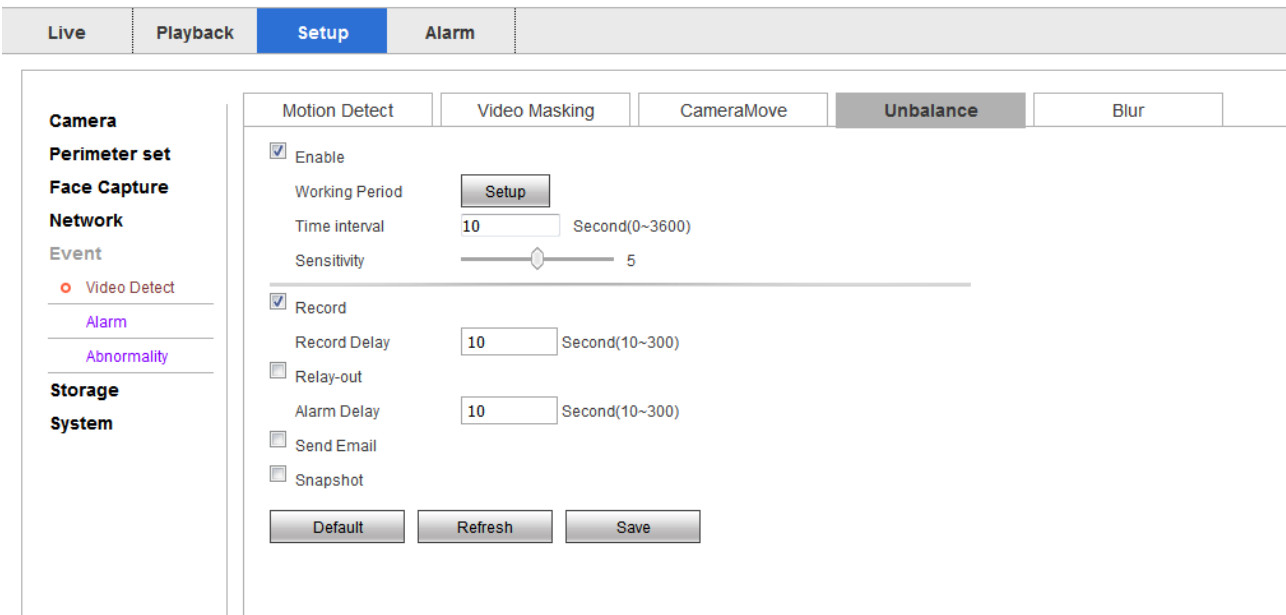 Live Playback Setup Alarm
Camera
Perimeter set
Face Capture
Network
Event
Video Detect
Alarm
Abnormality
Storage
System
Motion Detect Video Masking CameraMove Unbalance Blur
Enable
Working Period Setup
Time interval 10 Second(0~3600)
Sensitivity 5
Record
Record Delay 10 Second(10~300)
Relay-out
Alarm Delay 10 Second(10~300)
Send Email
Snapshot
Default Refresh Save